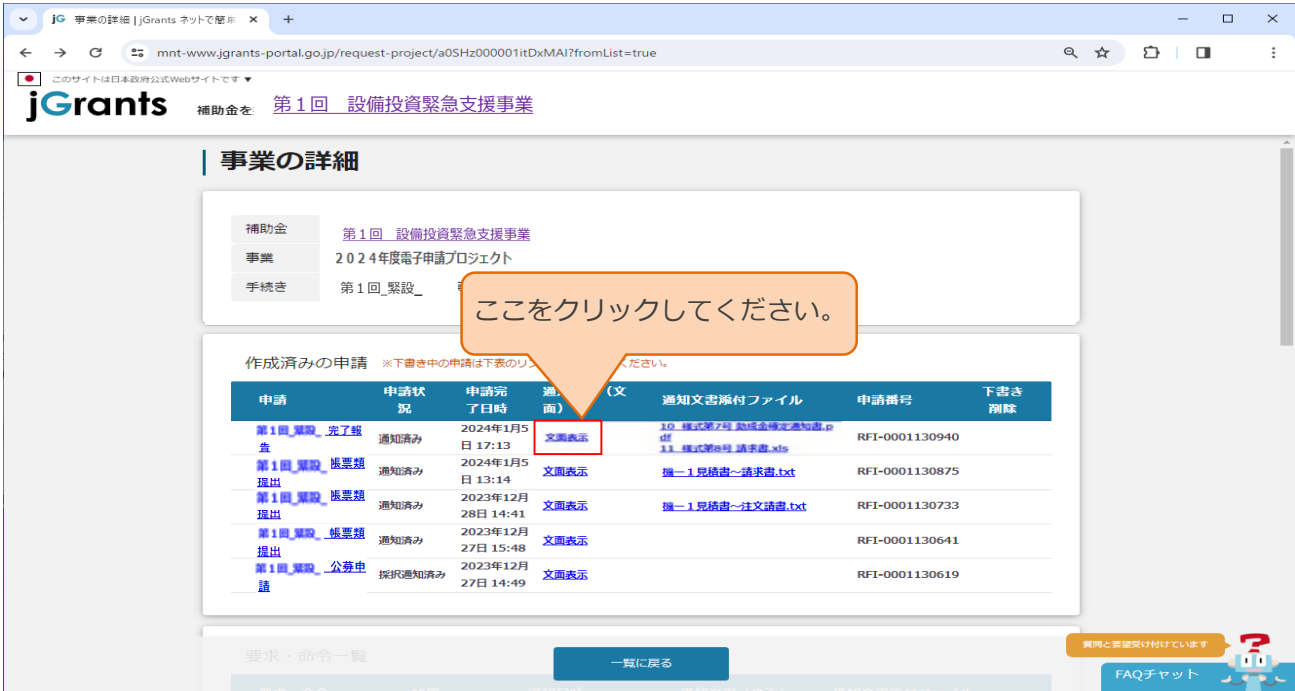 jG 事業の詳細 | jGrants ネットで簡単
mnt-www.jgrants-portal.go.jp/request-project/a0SHz000001itDxMAI?fromList=true
このサイトは日本政府公式Webサイトです ▼
jGrants 補助金を 第１回　設備投資緊急支援事業
事業の詳細
補助金 第１回　設備投資緊急支援事業
事業 ２０２４年度電子申請プロジェクト
手続き 第１回_緊設_
ここをクリックしてください。
作成済みの申請 ※下書き中の申請は下表のリン ください。
申請 申請状況 申請完了日時 通 （文面） 通知文書添付ファイル 申請番号 下書き削除
第１回_緊設_ 完了報告 通知済み 2024年1月5日 17:13 文面表示 10_様式第7号 助成金確定通知書.pdf
11_様式第8号 請求書.xls RFI-0001130940
第１回_緊設_ 帳票類提出 通知済み 2024年1月5日 13:14 文面表示 機ー１見積書～請求書.txt RFI-0001130875
第１回_緊設_ 帳票類提出 通知済み 2023年12月28日 14:41 文面表示 機ー１見積書～注文請書.txt RFI-0001130733
第１回_緊設_ _帳票類提出 通知済み 2023年12月27日 15:48 文面表示 RFI-0001130641
第１回_緊設_ _公募申請 採択通知済み 2023年12月27日 14:49 文面表示 RFI-0001130619
要求・命令一覧
一覧に戻る
質問と要望受け付けています
FAQチャット